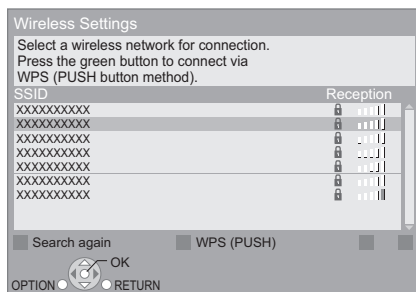 Wireless Settings
Select a wireless network for connection.
Press the green button to connect via
WPS (PUSH button method).
SSID Reception
XXXXXXXXXX
XXXXXXXXXX
XXXXXXXXXX
XXXXXXXXXX
XXXXXXXXXX
XXXXXXXXXX
XXXXXXXXXX
Search again WPS (PUSH)
OK
OPTION RETURN